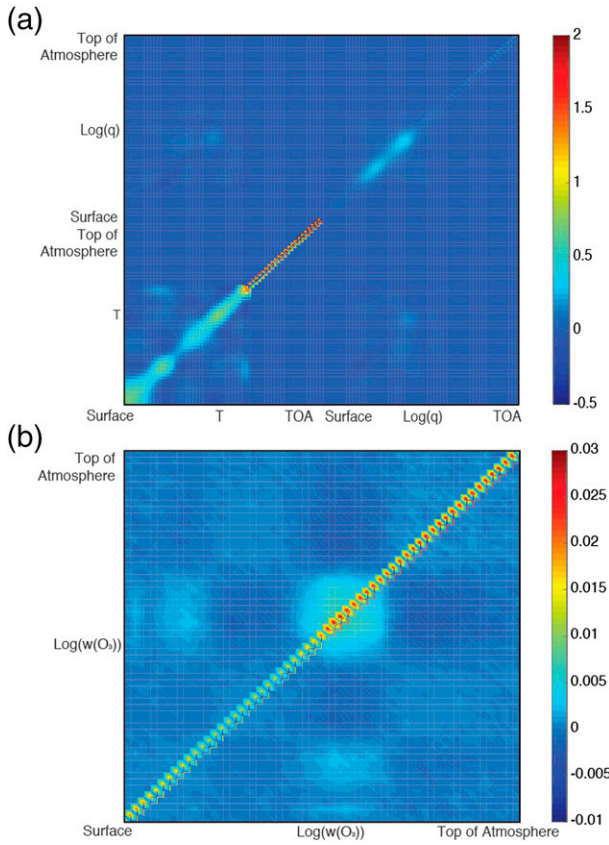 (a)
Top of
Atmosphere
Log(q)
Surface
Top of
Atmosphere
T
Surface T TOA Surface Log(q) TOA
2
1.5
1
0.5
0
-0.5
(b)
Top of
Atmosphere
Log(w(O₃))
Surface Log(w(O₃)) Top of Atmosphere
0.03
0.025
0.02
0.015
0.01
0.005
0
-0.005
-0.01